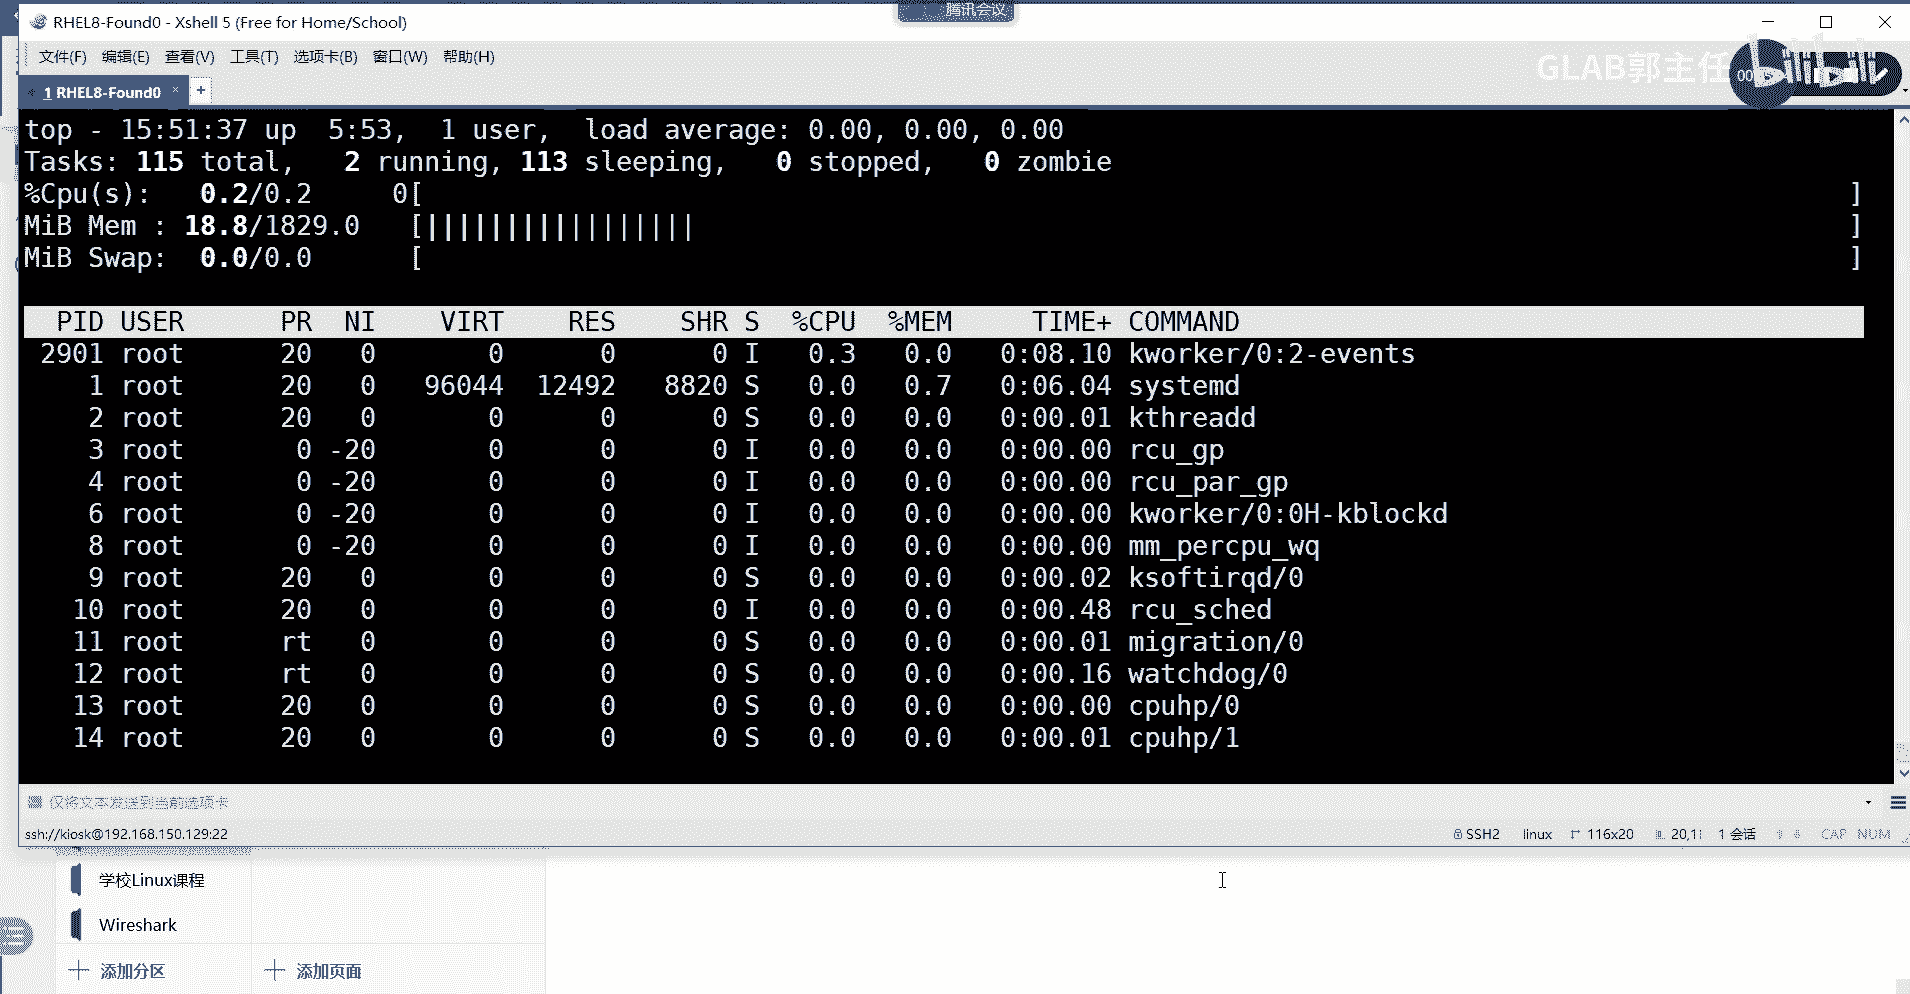 腾讯会议
RHEL8-Found0 - Xshell 5 (Free for Home/School)
文件(F) 编辑(E) 查看(V) 工具(T) 选项卡(B) 窗口(W) 帮助(H)
GLAB郭主任 bilibili
1 RHEL8-Found0 × +
top - 15:51:37 up  5:53,  1 user,  load average: 0.00, 0.00, 0.00
Tasks: 115 total,   2 running, 113 sleeping,   0 stopped,   0 zombie
%Cpu(s):   0.2/0.2     0[                                                                                          ]
MiB Mem : 18.8/1829.0   [|||||||||||||||||                                                                         ]
MiB Swap:  0.0/0.0      [                                                                                          ]
PID USER      PR  NI    VIRT    RES    SHR S  %CPU  %MEM     TIME+ COMMAND
2901 root      20   0       0      0      0 I   0.3   0.0   0:08.10 kworker/0:2-events
1 root      20   0   96044  12492   8820 S   0.0   0.7   0:06.04 systemd
2 root      20   0       0      0      0 S   0.0   0.0   0:00.01 kthreadd
3 root       0 -20       0      0      0 I   0.0   0.0   0:00.00 rcu_gp
4 root       0 -20       0      0      0 I   0.0   0.0   0:00.00 rcu_par_gp
6 root       0 -20       0      0      0 I   0.0   0.0   0:00.00 kworker/0:0H-kblockd
8 root       0 -20       0      0      0 I   0.0   0.0   0:00.00 mm_percpu_wq
9 root      20   0       0      0      0 S   0.0   0.0   0:00.02 ksoftirqd/0
10 root      20   0       0      0      0 I   0.0   0.0   0:00.48 rcu_sched
11 root      rt   0       0      0      0 S   0.0   0.0   0:00.01 migration/0
12 root      rt   0       0      0      0 S   0.0   0.0   0:00.16 watchdog/0
13 root      20   0       0      0      0 S   0.0   0.0   0:00.00 cpuhp/0
14 root      20   0       0      0      0 S   0.0   0.0   0:00.01 cpuhp/1
仅将文本发送到当前选项卡
ssh://kiosk@192.168.150.129:22 SSH2 linux 116x20 20,1 1 会话 CAP NUM
学校Linux课程
Wireshark
添加分区 添加页面